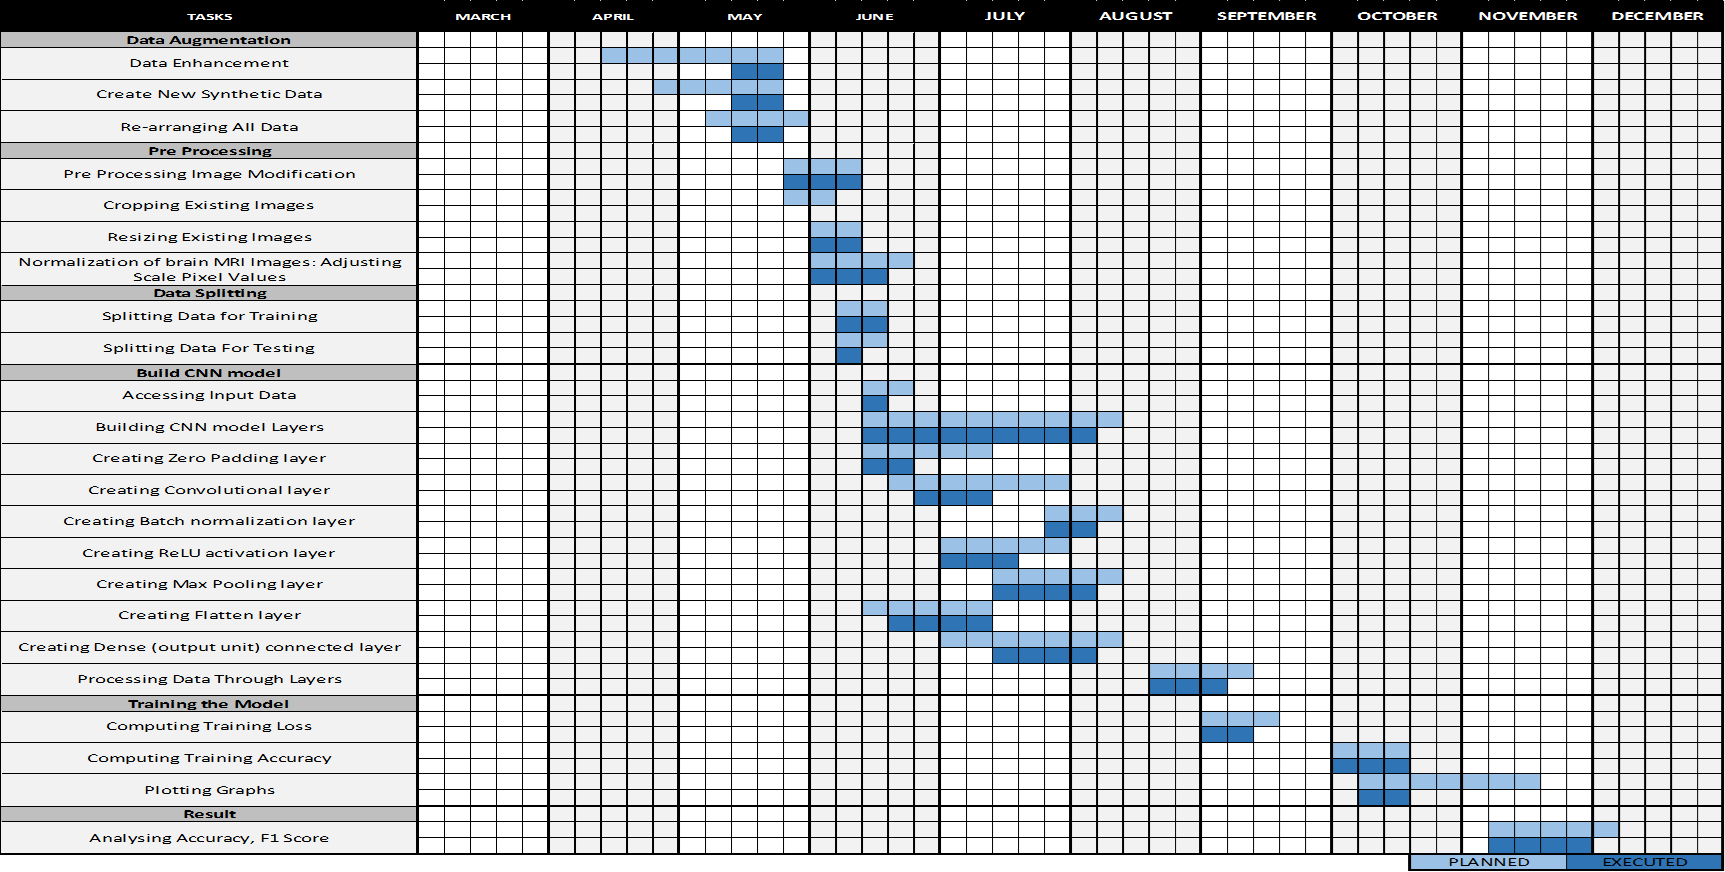 TASKS MARCH APRIL MAY JUNE JULY AUGUST SEPTEMBER OCTOBER NOVEMBER DECEMBER
Data Augmentation
Data Enhancement
Create New Synthetic Data
Re-arranging All Data
Pre Processing
Pre Processing Image Modification
Cropping Existing Images
Resizing Existing Images
Normalization of brain MRI Images: Adjusting
Scale Pixel Values
Data Splitting
Splitting Data for Training
Splitting Data For Testing
Build CNN model
Accessing Input Data
Building CNN model Layers
Creating Zero Padding layer
Creating Convolutional layer
Creating Batch normalization layer
Creating ReLU activation layer
Creating Max Pooling layer
Creating Flatten layer
Creating Dense (output unit) connected layer
Processing Data Through Layers
Training the Model
Computing Training Loss
Computing Training Accuracy
Plotting Graphs
Result
Analysing Accuracy, F1 Score
PLANNED EXECUTED